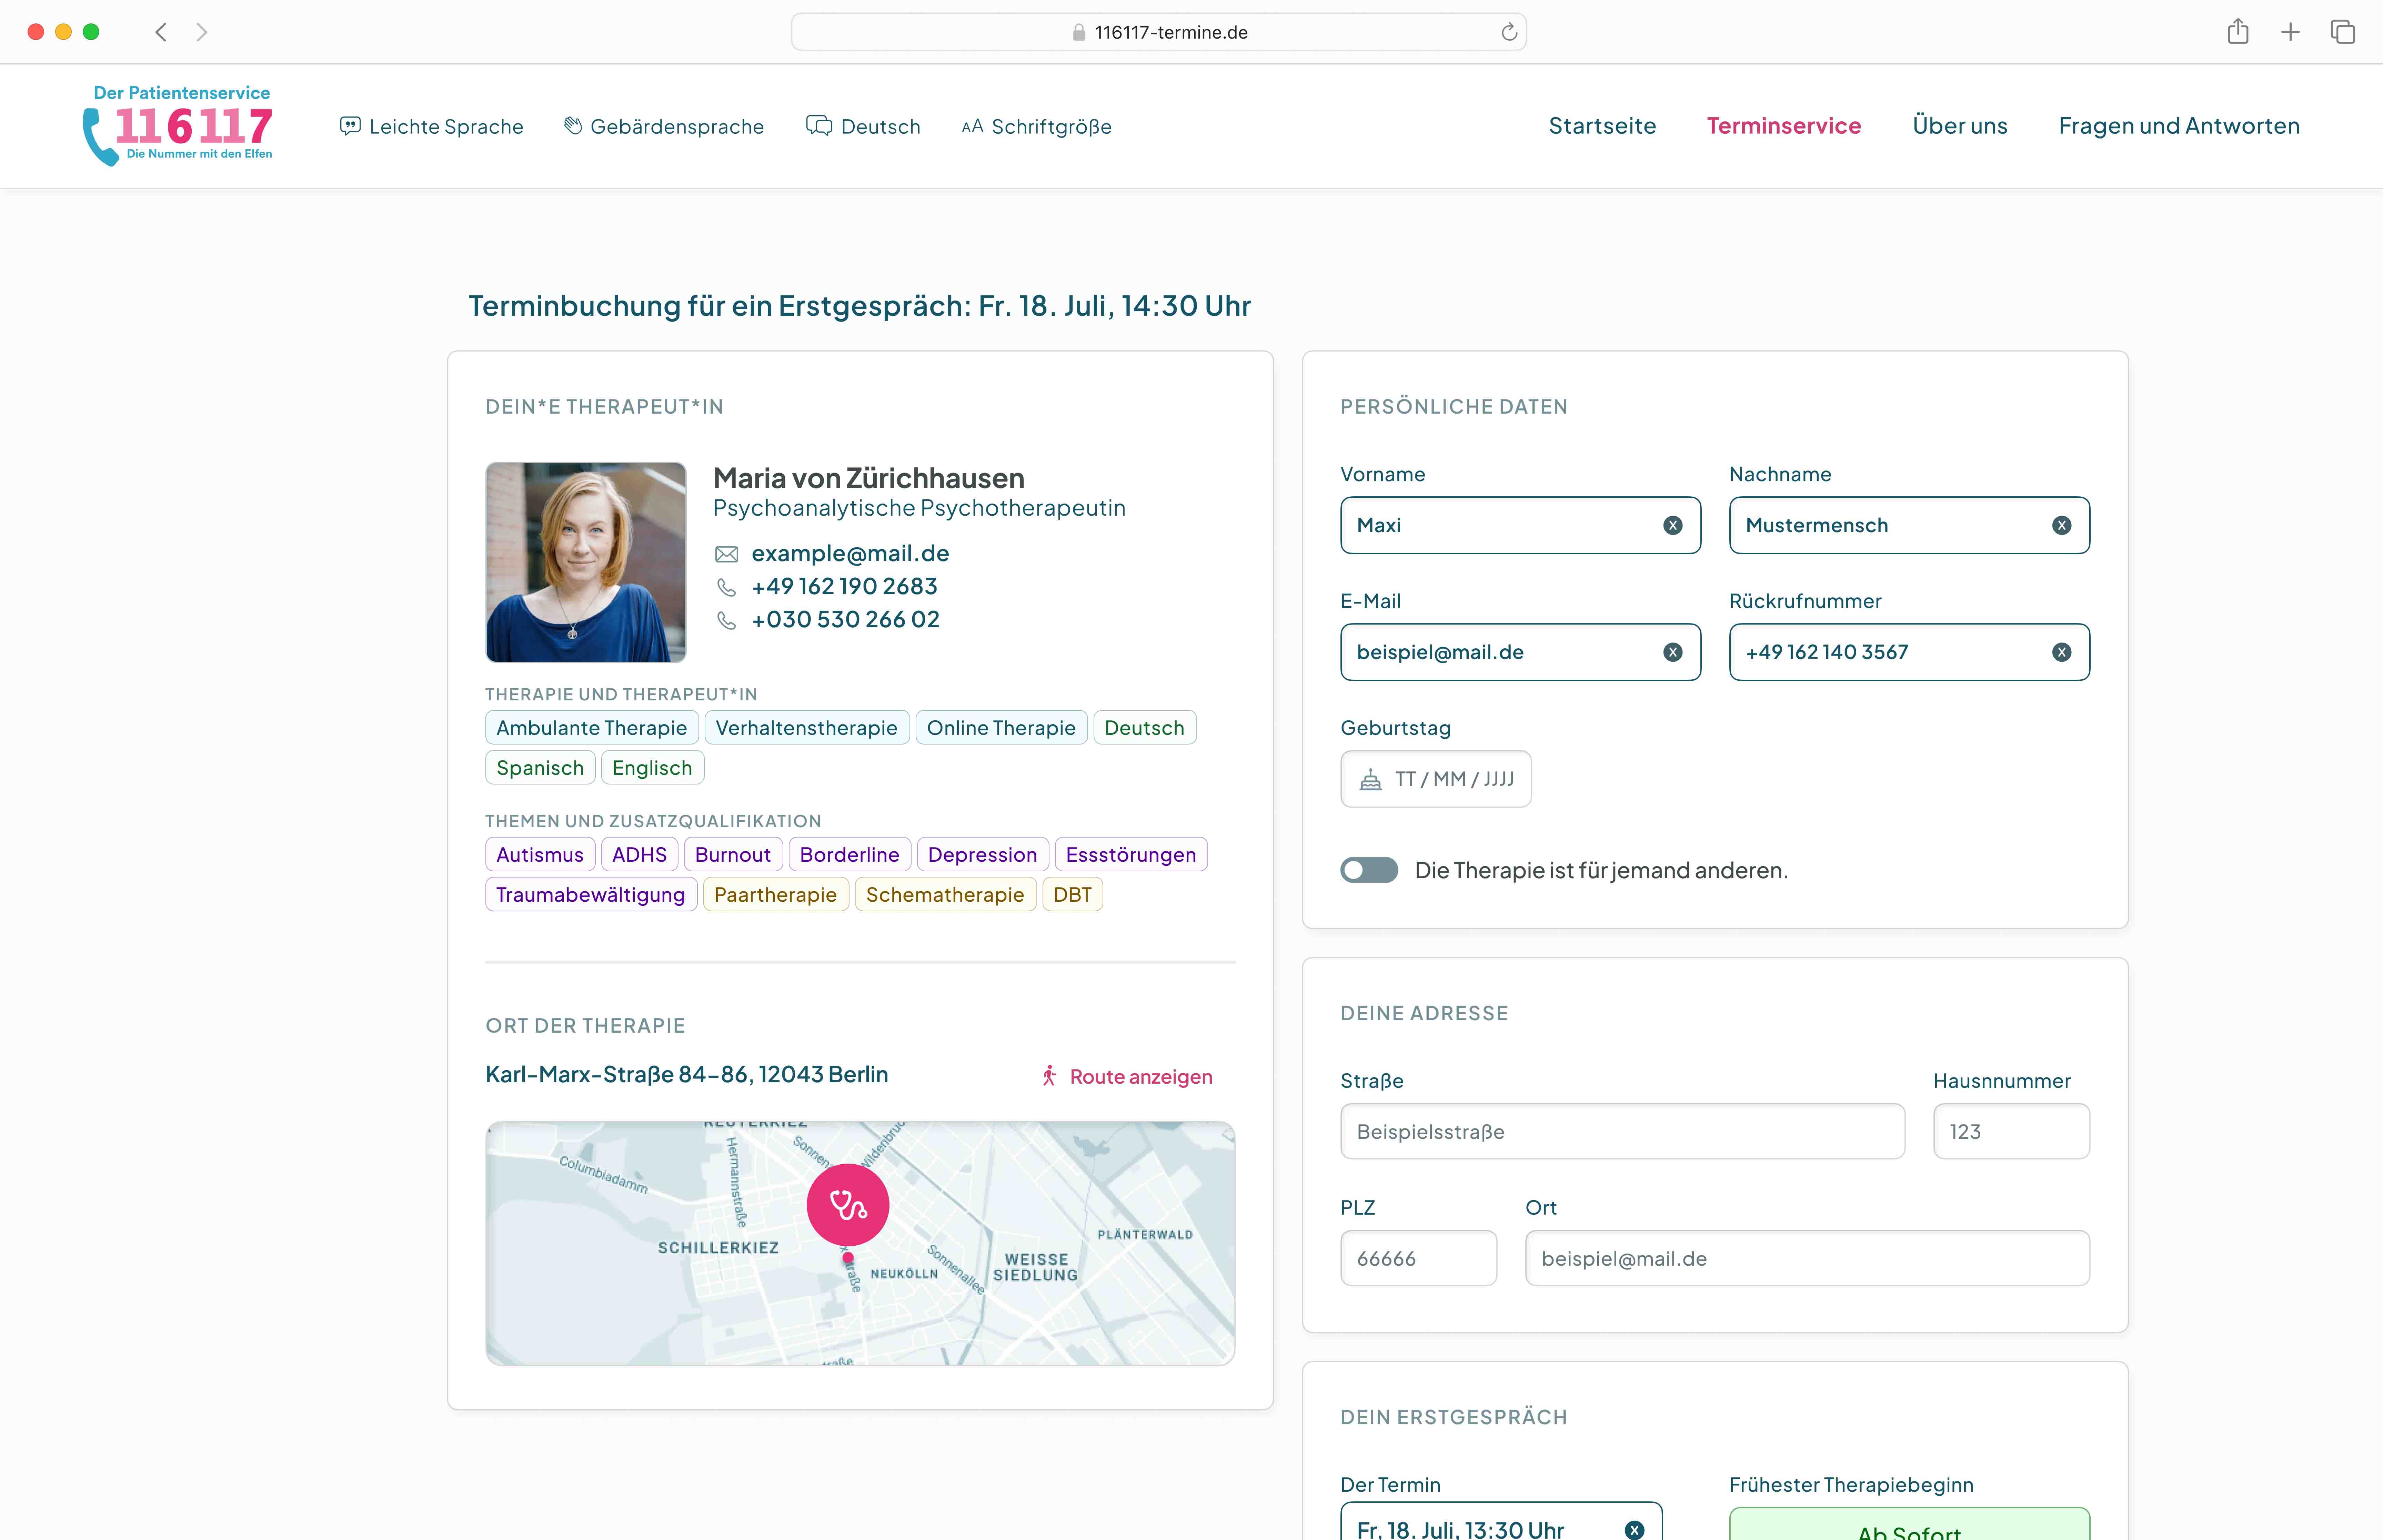 116117-termine.de
Der Patientenservice
116117
Die Nummer mit den Elfen
Leichte Sprache
Gebärdensprache
Deutsch
AA Schriftgröße
Startseite
Terminservice
Über uns
Fragen und Antworten
Terminbuchung für ein Erstgespräch: Fr. 18. Juli, 14:30 Uhr
DEIN*E THERAPEUT*IN
Maria von Zürichhausen
Psychoanalytische Psychotherapeutin
example@mail.de
+49 162 190 2683
+030 530 266 02
THERAPIE UND THERAPEUT*IN
Ambulante Therapie Verhaltenstherapie Online Therapie Deutsch
Spanisch Englisch
THEMEN UND ZUSATZQUALIFIKATION
Autismus ADHS Burnout Borderline Depression Essstörungen
Traumabewältigung Paartherapie Schematherapie DBT
ORT DER THERAPIE
Karl-Marx-Straße 84–86, 12043 Berlin
Route anzeigen
REUTERKIEZ
Columbiadamm
Hermannstraße
Sonnen
Wildenbruc
SCHILLERKIEZ
NEUKÖLLN
Sonnenallee
WEISSE
SIEDLUNG
PLÄNTERWALD
raße
straße
PERSÖNLICHE DATEN
Vorname
Maxi
Nachname
Mustermensch
E-Mail
beispiel@mail.de
Rückrufnummer
+49 162 140 3567
Geburtstag
TT / MM / JJJJ
Die Therapie ist für jemand anderen.
DEINE ADRESSE
Straße
Beispielsstraße
Hausnnummer
123
PLZ
66666
Ort
beispiel@mail.de
DEIN ERSTGESPRÄCH
Der Termin
Fr, 18. Juli, 13:30 Uhr
Frühester Therapiebeginn
Ab Sofort